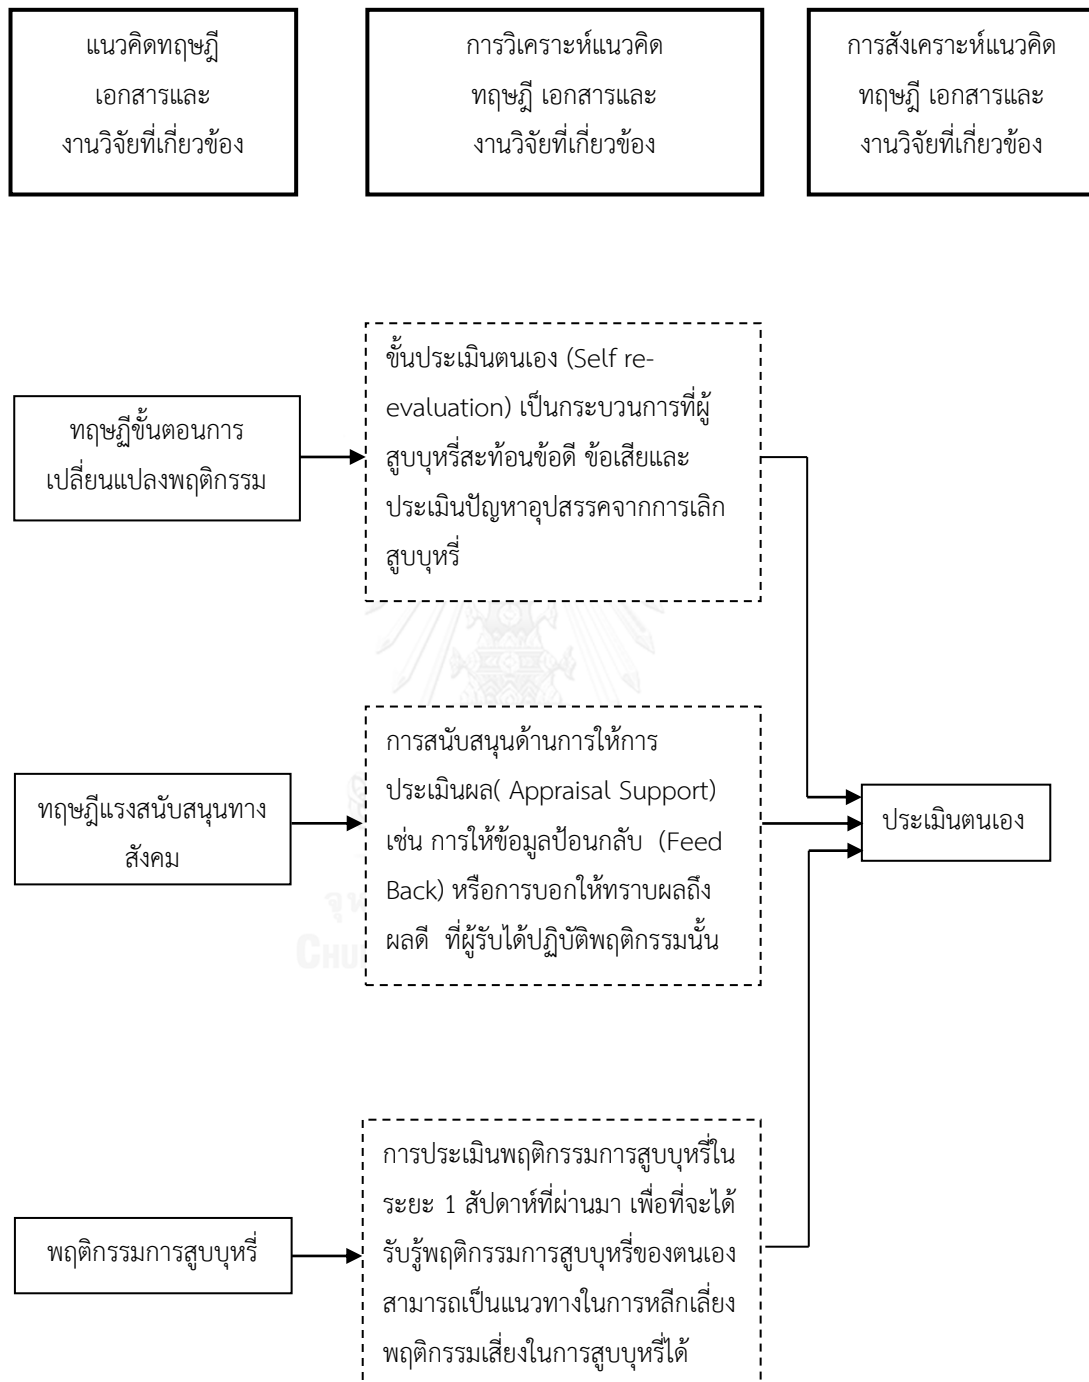 แนวคิดทฤษฎี
เอกสารและ
งานวิจัยที่เกี่ยวข้อง
การวิเคราะห์แนวคิด
ทฤษฎี เอกสารและ
งานวิจัยที่เกี่ยวข้อง
การสังเคราะห์แนวคิด
ทฤษฎี เอกสารและ
งานวิจัยที่เกี่ยวข้อง
ทฤษฏีขั้นตอนการ
เปลี่ยนแปลงพฤติกรรม
ขั้นประเมินตนเอง (Self re-
evaluation) เป็นกระบวนการที่ผู้
สูบบุหรี่สะท้อนข้อดี ข้อเสียและ
ประเมินปัญหาอุปสรรคจากการเลิก
สูบบุหรี่
ทฤษฎีแรงสนับสนุนทาง
สังคม
การสนับสนุนด้านการให้การ
ประเมินผล( Appraisal Support)
เช่น การให้ข้อมูลป้อนกลับ (Feed
Back) หรือการบอกให้ทราบผลถึง
ผลดี ที่ผู้รับได้ปฏิบัติพฤติกรรมนั้น
ประเมินตนเอง
พฤติกรรมการสูบบุหรี่
การประเมินพฤติกรรมการสูบบุหรี่ใน
ระยะ 1 สัปดาห์ที่ผ่านมา เพื่อที่จะได้
รับรู้พฤติกรรมการสูบบุหรี่ของตนเอง
สามารถเป็นแนวทางในการหลีกเลี่ยง
พฤติกรรมเสี่ยงในการสูบบุหรี่ได้